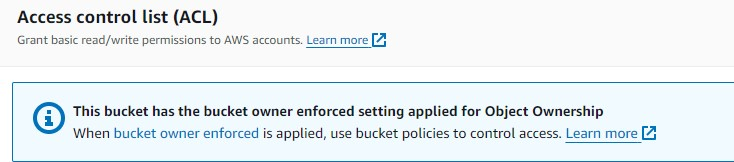 Access control list (ACL)
Grant basic read/write permissions to AWS accounts. Learn more
This bucket has the bucket owner enforced setting applied for Object Ownership
When bucket owner enforced is applied, use bucket policies to control access. Learn more